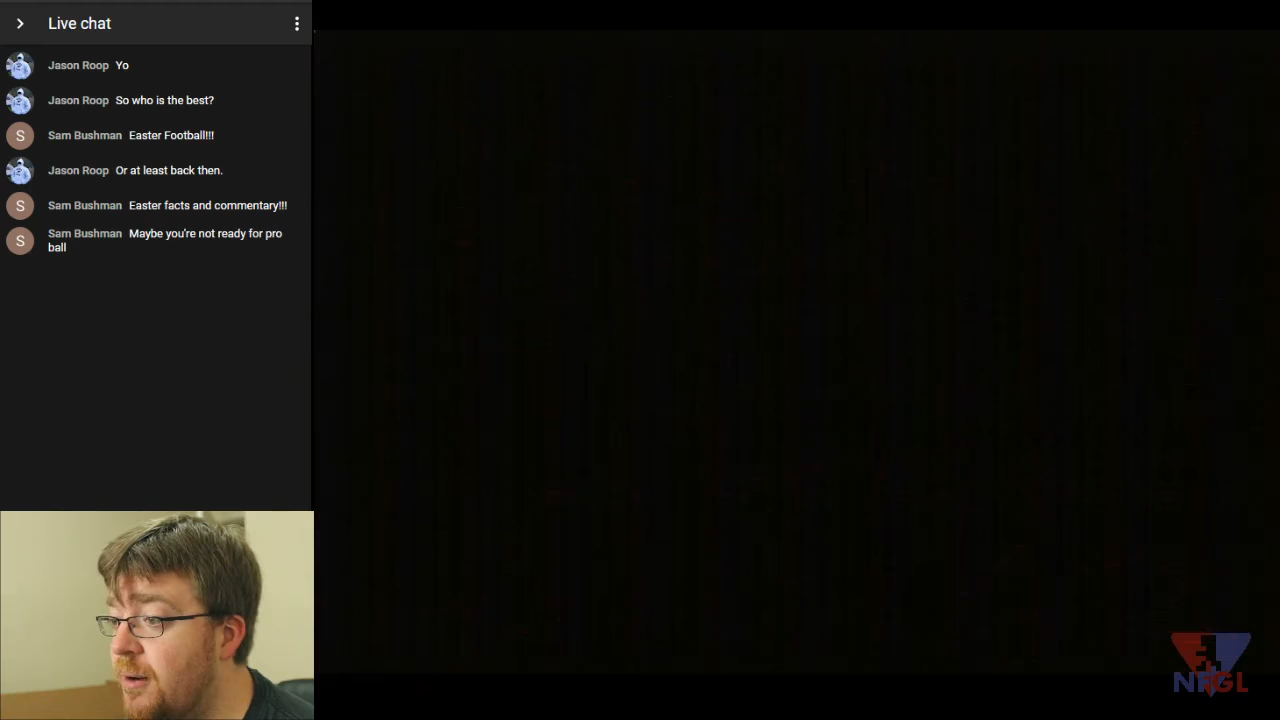 Live chat
Jason Roop Yo
Jason Roop So who is the best?
S Sam Bushman Easter Football!!!
Jason Roop Or at least back then.
S Sam Bushman Easter facts and commentary!!!
S Sam Bushman Maybe you're not ready for pro
ball
NFGL